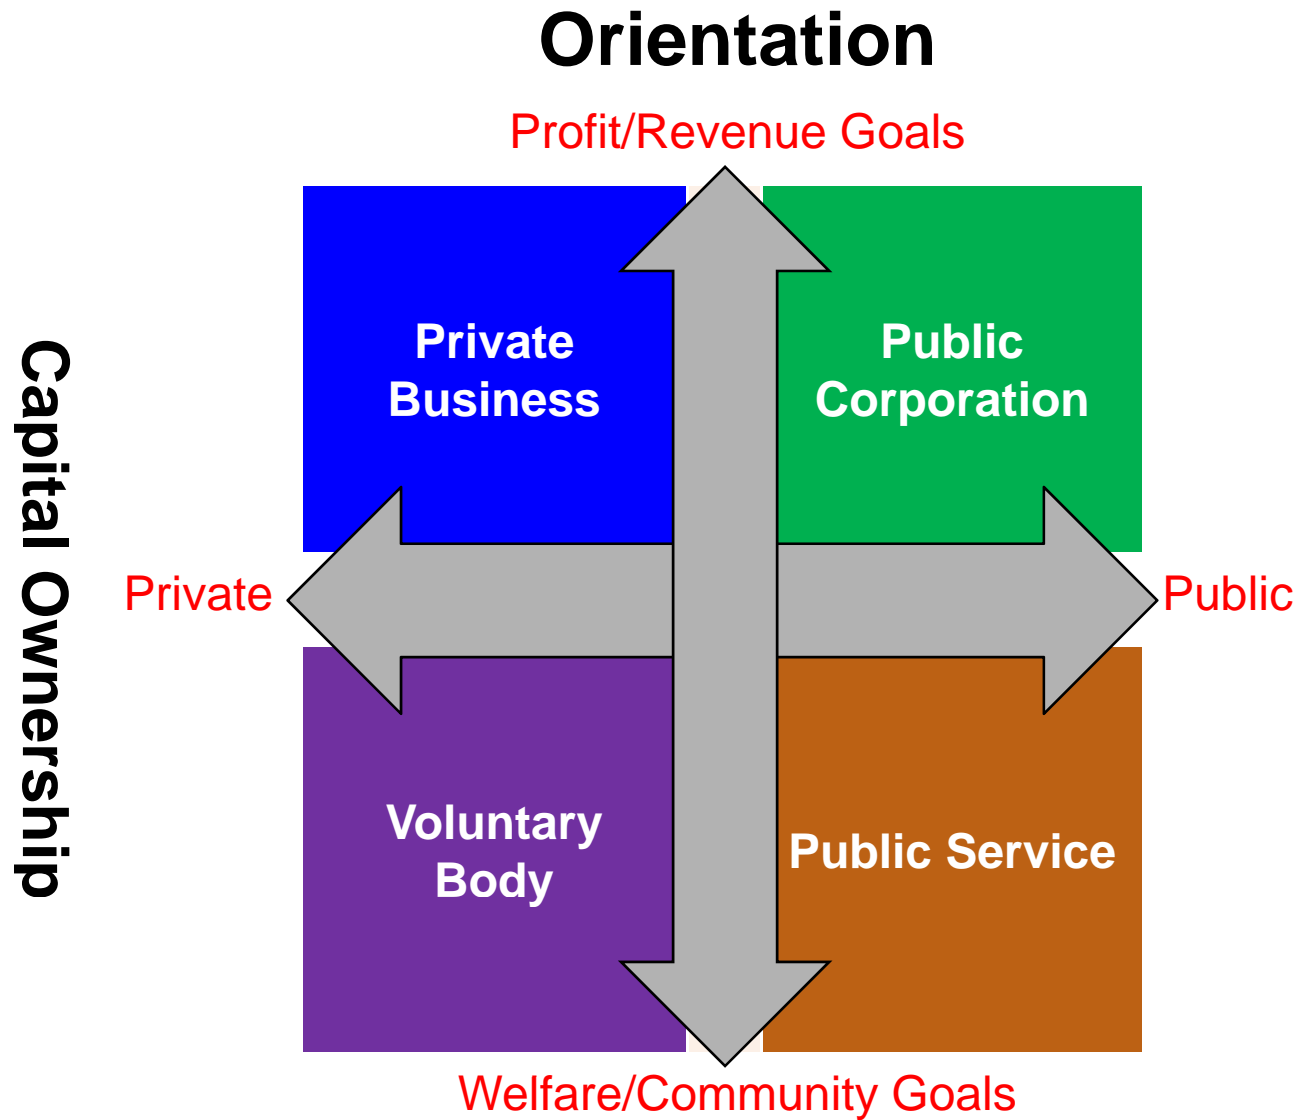 Orientation
Profit/Revenue Goals
Private
Business
Public
Corporation
Capital Ownership
Private
Public
Voluntary
Body
Public Service
Welfare/Community Goals